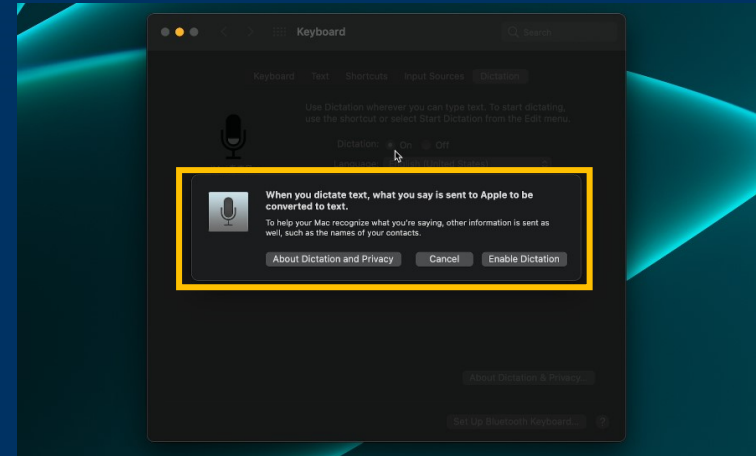 Keyboard
Search
Keyboard Text Shortcuts Input Sources Dictation
Use Dictation wherever you can type text. To start dictating,
use the shortcut or select Start Dictation from the Edit menu.
Dictation: On Off
Language: English (United States)
When you dictate text, what you say is sent to Apple to be
converted to text.
To help your Mac recognize what you're saying, other information is sent as
well, such as the names of your contacts.
About Dictation and Privacy Cancel Enable Dictation
About Dictation & Privacy...
Set Up Bluetooth Keyboard... ?